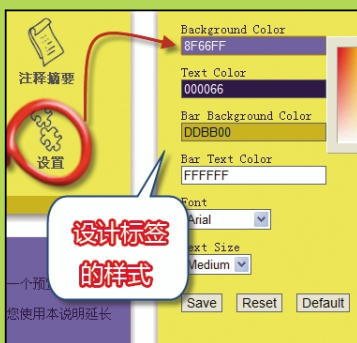 注释摘要
设置
Background Color
8F66FF
Text Color
000066
Bar Background Color
DDBB00
Bar Text Color
FFFFFF
Font
Arial
Text Size
Medium
Save Reset Default
设计标签
的样式
一个预
您使用本说明延长